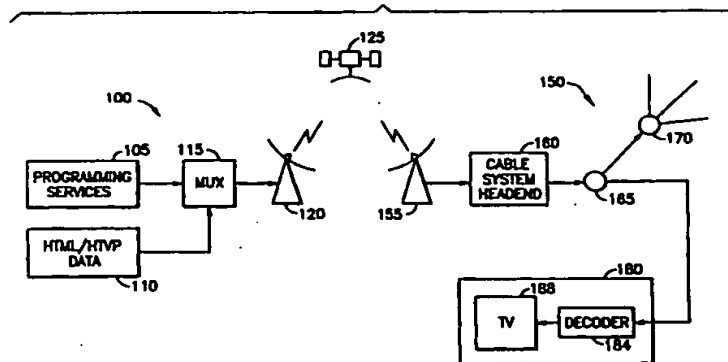 125
100
150
105
115
160
170
PROGRAMMING
SERVICES
MUX
CABLE
SYSTEM
HEADEND
120
155
165
HTML/HTVP
DATA
110
180
188
TV
DECODER
184